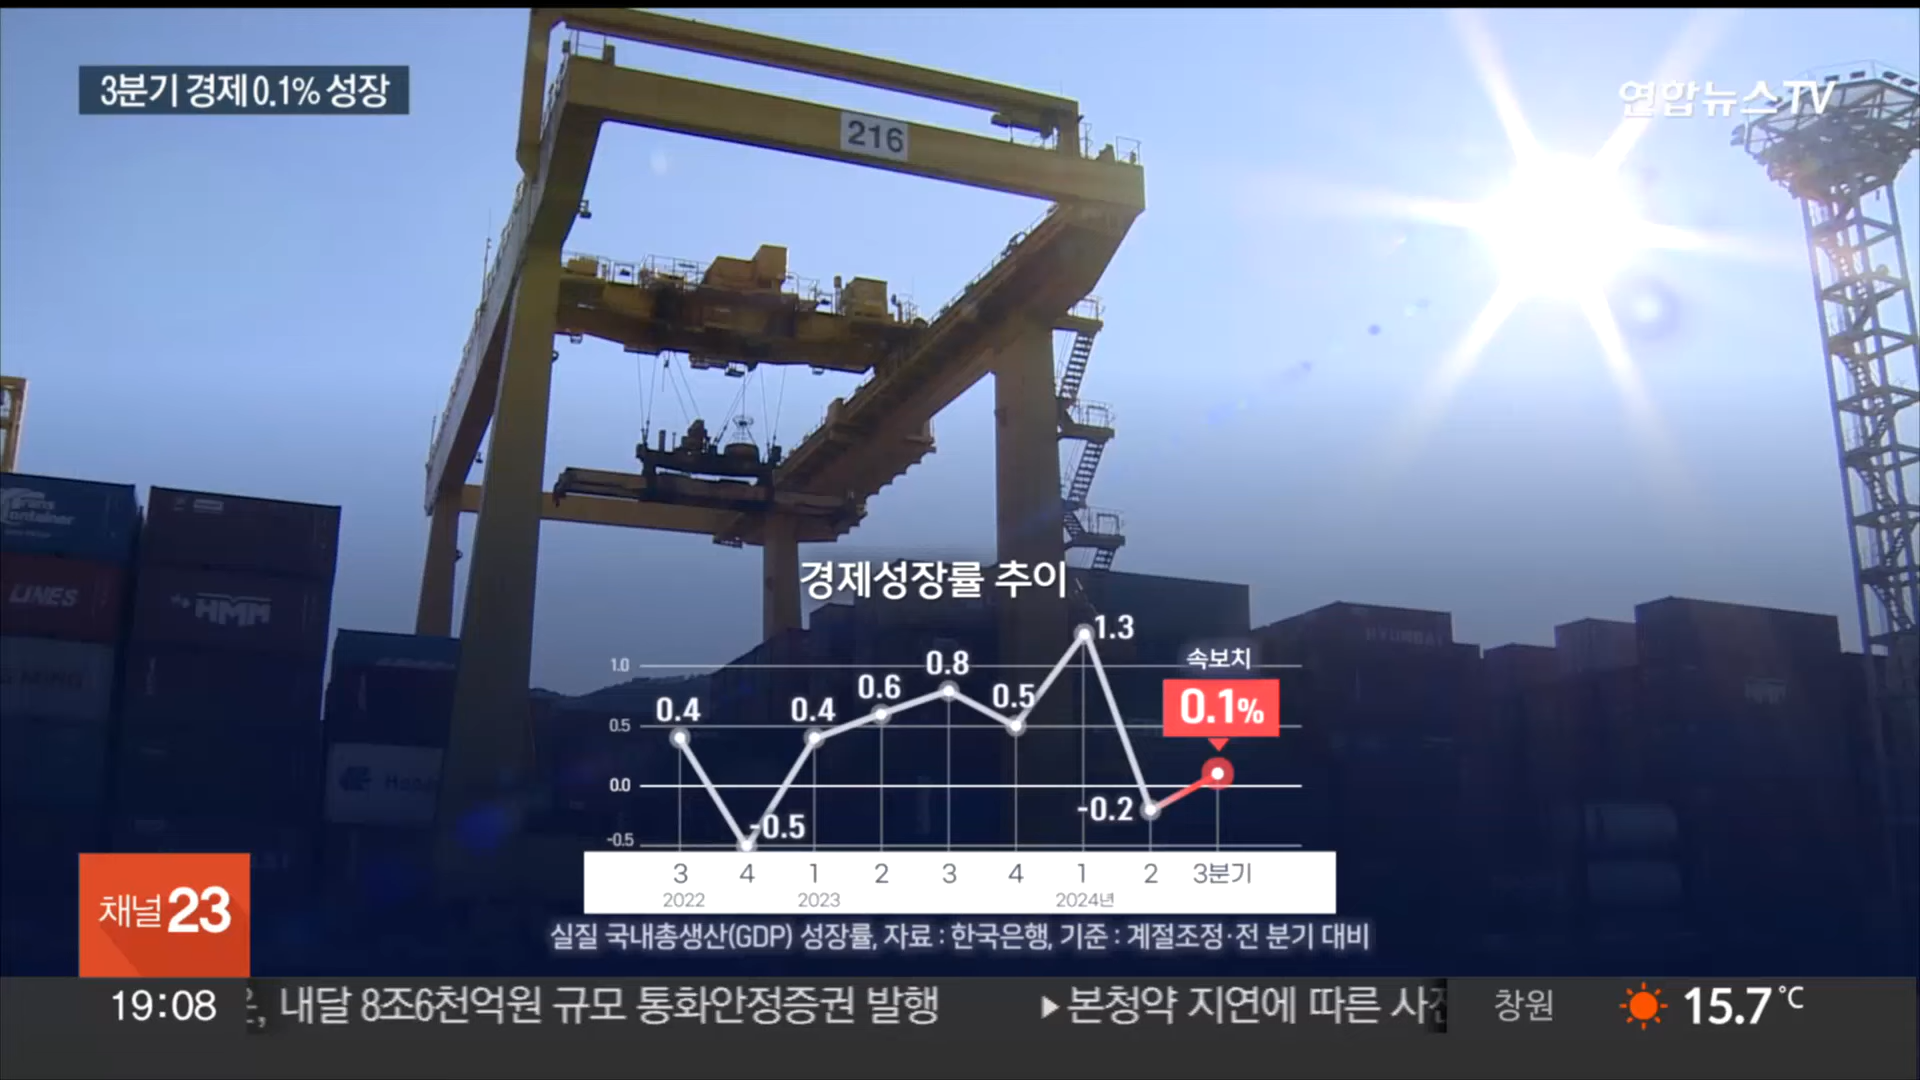 3분기 경제 0.1% 성장
연합뉴스TV
216
Trans
Container
LINES
HMM
HYUNDAI
경제성장률 추이
1.3
1.0
0.8
속보치
0.4
0.4
0.6
0.5
0.1%
0.5
0.0
-0.5
-0.2
-0.5
3 4 1 2 3 4 1 2 3분기
2022 2023 2024년
실질 국내총생산(GDP) 성장률, 자료 : 한국은행, 기준 : 계절조정·전 분기 대비
채널 23
19:08 내달 8조6천억원 규모 통화안정증권 발행 ▶본청약 지연에 따른 창원 15.7℃